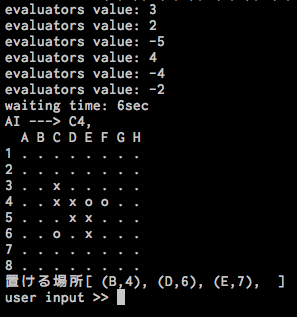 evaluators value: 3
evaluators value: 2
evaluators value: -5
evaluators value: 4
evaluators value: -4
evaluators value: -2
waiting time: 6sec
AI ---> C4,
  A B C D E F G H
1 . . . . . . . .
2 . . . . . . . .
3 . . x . . . . .
4 . . x x o o . .
5 . . . x x . . .
6 . . o . x . . .
7 . . . . . . . .
8 . . . . . . . .
置ける場所[ (B,4), (D,6), (E,7),  ]
user input >>